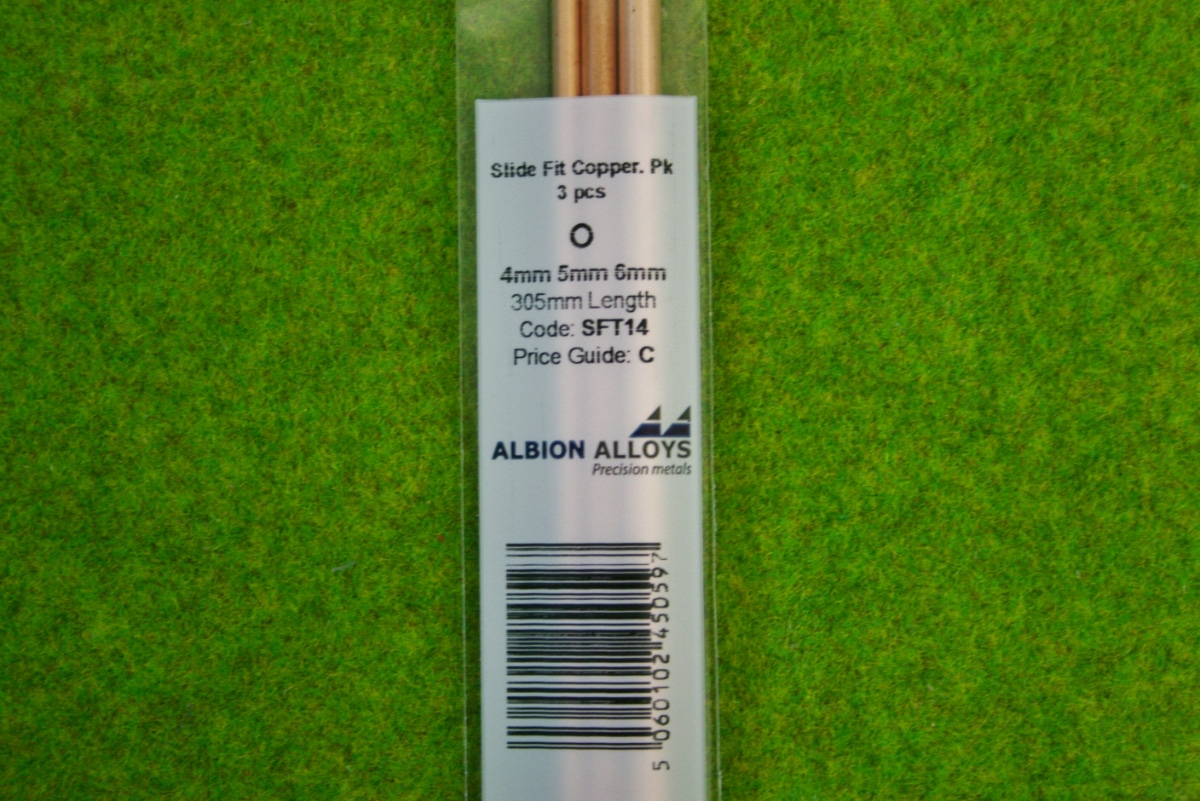 Slide Fit Copper. Pk
3 pcs
O
4mm 5mm 6mm
305mm Length
Code: SFT14
Price Guide: C
ALBION ALLOYS
Precision metals
5 060102 450597